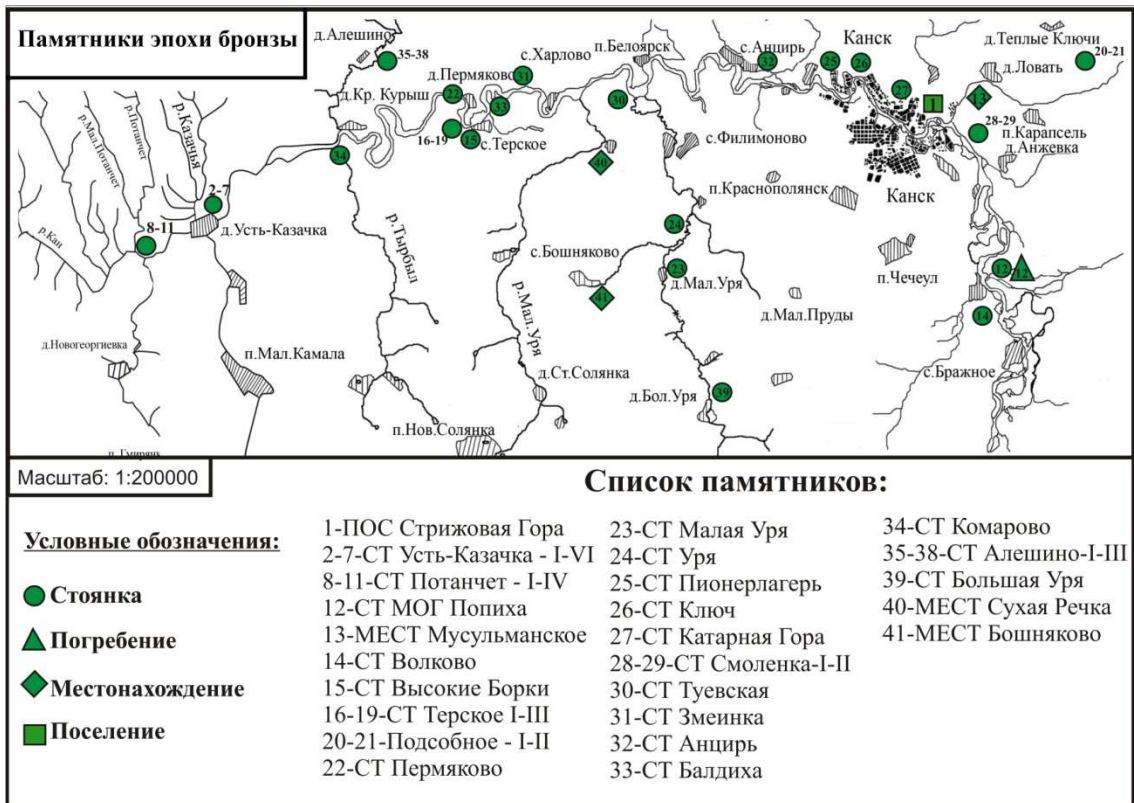 Памятники эпохи бронзы
д.Алешино
35-38
с.Харлово
п.Белоярск
с.Анцирь
Канск
д.Теплые Ключи
20-21
д.Пермяково
31
32
25
26
д.Ловать
22
27
13
1
р.Казачья
р.Потанчет
р.Мал.Потанчет
д.Кр. Курыш
33
30
28-29
16-19
15
с.Терское
п.Карапсель
д.Анжевка
34
40
с.Филимоново
2-7
п.Краснополянск
Канск
р.Кан
8-11
д.Усть-Казачка
р.Тырбыл
24
с.Бошняково
23
п.Чечеул
12
12
д.Мал.Уря
41
р.Мал.Уря
д.Мал.Пруды
14
д.Новогеоргиевка
п.Мал.Камала
д.Ст.Солянка
с.Бражное
д.Бол.Уря
39
п.Нов.Солянка
Масштаб: 1:200000
Список памятников:
Условные обозначения:
Стоянка
Погребение
Местонахождение
Поселение
1-ПОС Стрижовая Гора
2-7-СТ Усть-Казачка - I-VI
8-11-СТ Потанчет - I-IV
12-СТ МОГ Попиха
13-МЕСТ Мусульманское
14-СТ Волково
15-СТ Высокие Борки
16-19-СТ Терское I-III
20-21-Подсобное - I-II
22-СТ Пермяково
23-СТ Малая Уря
24-СТ Уря
25-СТ Пионерлагерь
26-СТ Ключ
27-СТ Катарная Гора
28-29-СТ Смоленка-I-II
30-СТ Туевская
31-СТ Змеинка
32-СТ Анцирь
33-СТ Балдиха
34-СТ Комарово
35-38-СТ Алешино-I-III
39-СТ Большая Уря
40-МЕСТ Сухая Речка
41-МЕСТ Бошняково